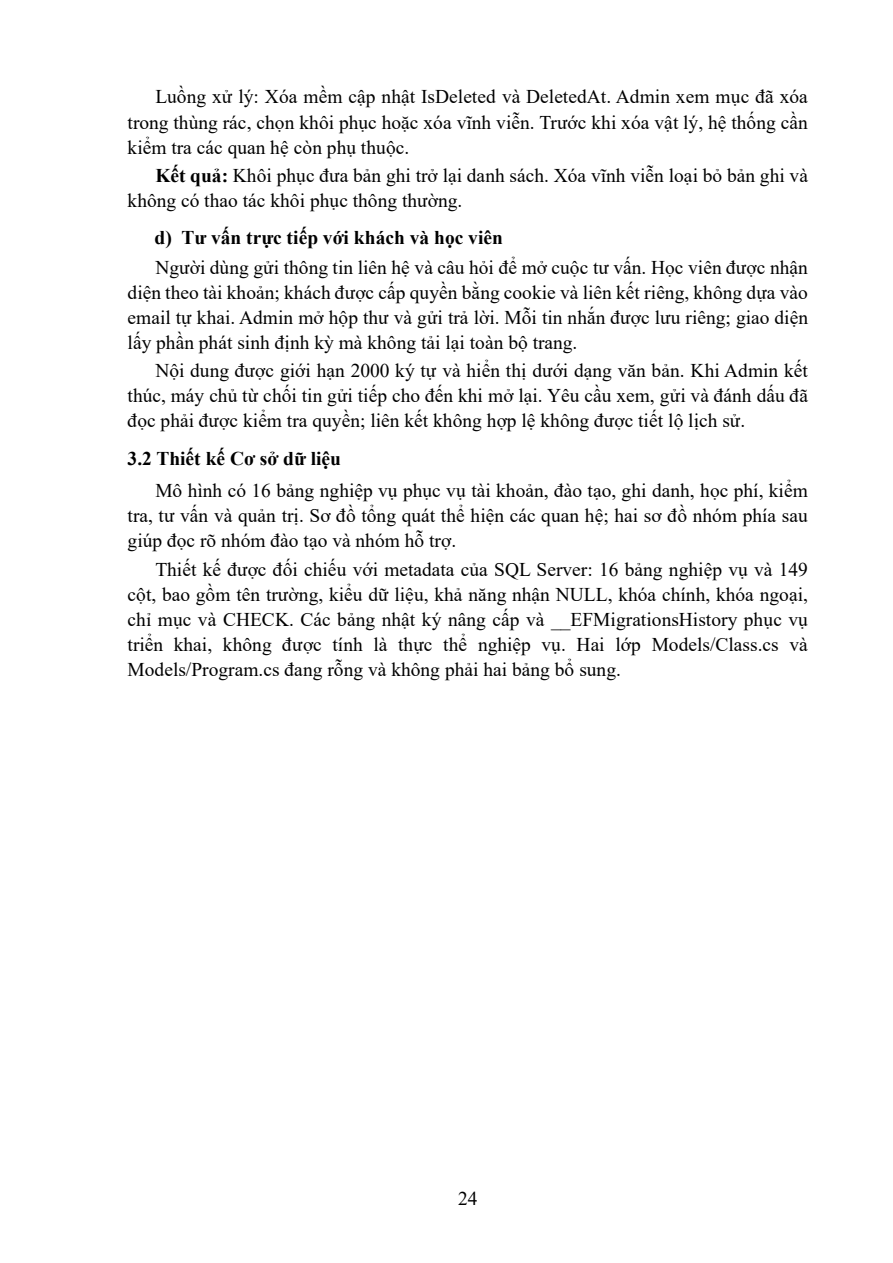 Luồng xử lý: Xóa mềm cập nhật IsDeleted và DeletedAt. Admin xem mục đã xóa
trong thùng rác, chọn khôi phục hoặc xóa vĩnh viễn. Trước khi xóa vật lý, hệ thống cần
kiểm tra các quan hệ còn phụ thuộc.
Kết quả: Khôi phục đưa bản ghi trở lại danh sách. Xóa vĩnh viễn loại bỏ bản ghi và
không có thao tác khôi phục thông thường.
d) Tư vấn trực tiếp với khách và học viên
Người dùng gửi thông tin liên hệ và câu hỏi để mở cuộc tư vấn. Học viên được nhận
diện theo tài khoản; khách được cấp quyền bằng cookie và liên kết riêng, không dựa vào
email tự khai. Admin mở hộp thư và gửi trả lời. Mỗi tin nhắn được lưu riêng; giao diện
lấy phần phát sinh định kỳ mà không tải lại toàn bộ trang.
Nội dung được giới hạn 2000 ký tự và hiển thị dưới dạng văn bản. Khi Admin kết
thúc, máy chủ từ chối tin gửi tiếp cho đến khi mở lại. Yêu cầu xem, gửi và đánh dấu đã
đọc phải được kiểm tra quyền; liên kết không hợp lệ không được tiết lộ lịch sử.
3.2 Thiết kế Cơ sở dữ liệu
Mô hình có 16 bảng nghiệp vụ phục vụ tài khoản, đào tạo, ghi danh, học phí, kiểm
tra, tư vấn và quản trị. Sơ đồ tổng quát thể hiện các quan hệ; hai sơ đồ nhóm phía sau
giúp đọc rõ nhóm đào tạo và nhóm hỗ trợ.
Thiết kế được đối chiếu với metadata của SQL Server: 16 bảng nghiệp vụ và 149
cột, bao gồm tên trường, kiểu dữ liệu, khả năng nhận NULL, khóa chính, khóa ngoại,
chỉ mục và CHECK. Các bảng nhật ký nâng cấp và __EFMigrationsHistory phục vụ
triển khai, không được tính là thực thể nghiệp vụ. Hai lớp Models/Class.cs và
Models/Program.cs đang rỗng và không phải hai bảng bổ sung.
24